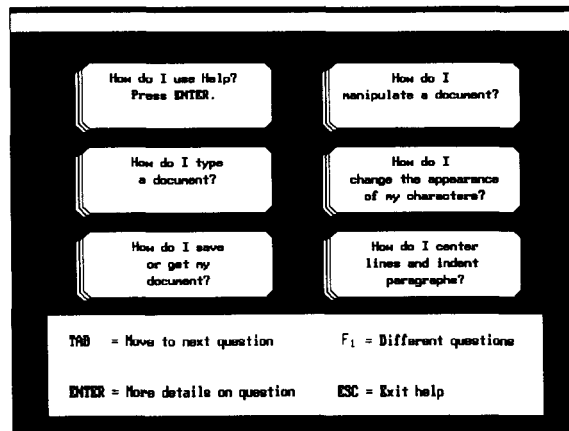 How do I use Help?
Press ENTER.
How do I
manipulate a document?
How do I type
a document?
How do I
change the appearance
of my characters?
How do I save
or get my
document?
How do I center
lines and indent
paragraphs?
TAB = Move to next question
F1 = Different questions
ENTER = More details on question
ESC = Exit help